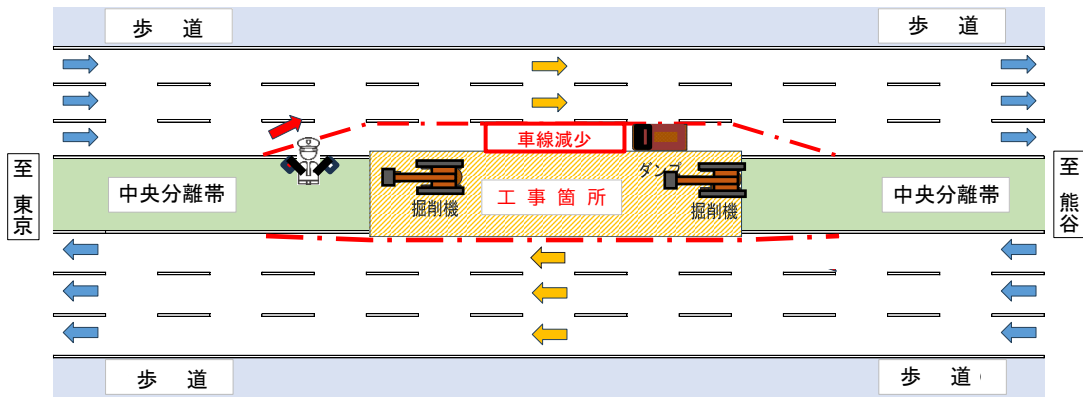 歩 道
歩 道
車線減少
ダンプ
至 東京
中央分離帯
掘削機
工事箇所
掘削機
中央分離帯
至 熊谷
歩 道
歩 道